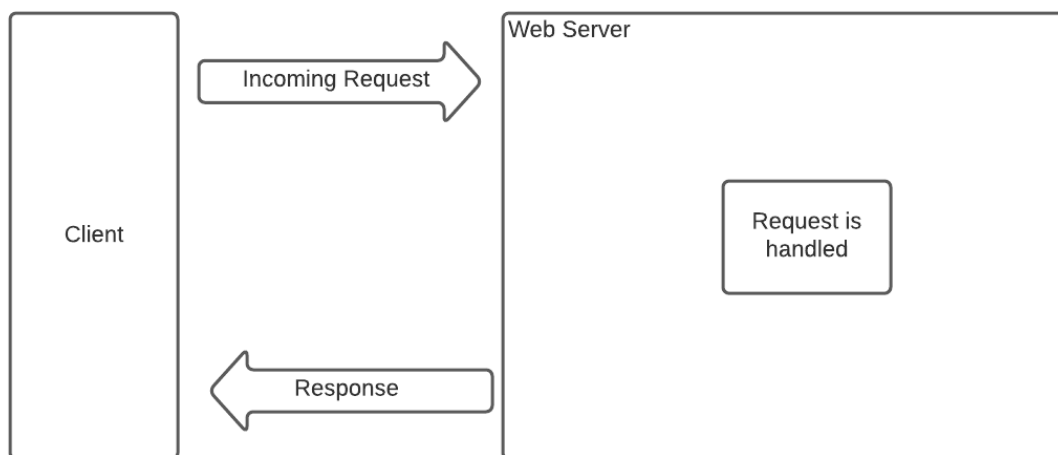 Web Server
Incoming Request
Client
Request is
handled
Response